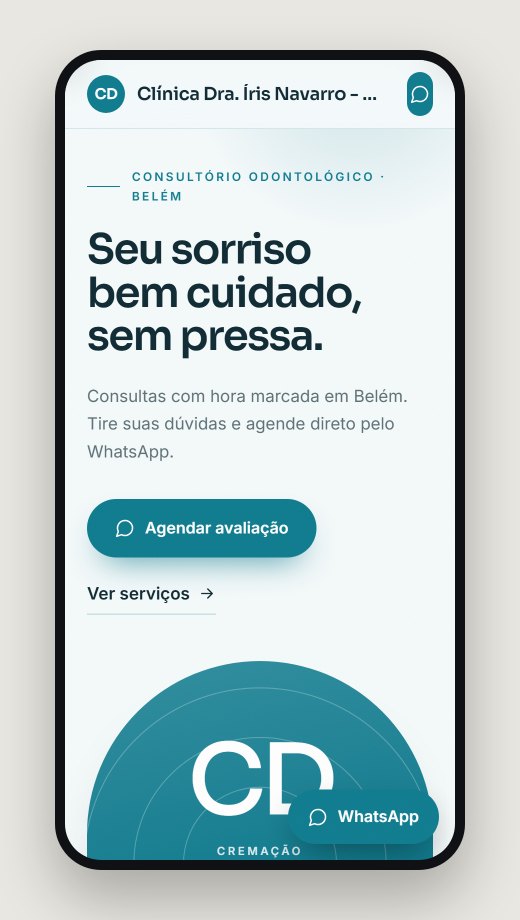 CD Clínica Dra. Íris Navarro – ...
CONSULTÓRIO ODONTOLÓGICO ·
BELÉM
Seu sorriso
bem cuidado,
sem pressa.
Consultas com hora marcada em Belém.
Tire suas dúvidas e agende direto pelo
WhatsApp.
Agendar avaliação
Ver serviços →
CD
WhatsApp
CREMAÇÃO